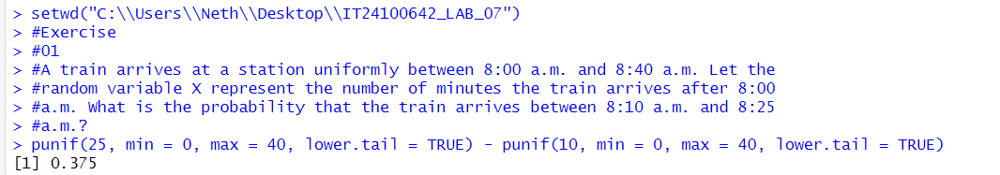 > setwd("C:\\Users\\Neth\\Desktop\\IT24100642_LAB_07")
> #Exercise
> #01
> #A train arrives at a station uniformly between 8:00 a.m. and 8:40 a.m. Let the
> #random variable X represent the number of minutes the train arrives after 8:00
> #a.m. What is the probability that the train arrives between 8:10 a.m. and 8:25
> #a.m.?
> punif(25, min = 0, max = 40, lower.tail = TRUE) - punif(10, min = 0, max = 40, lower.tail = TRUE)
[1] 0.375